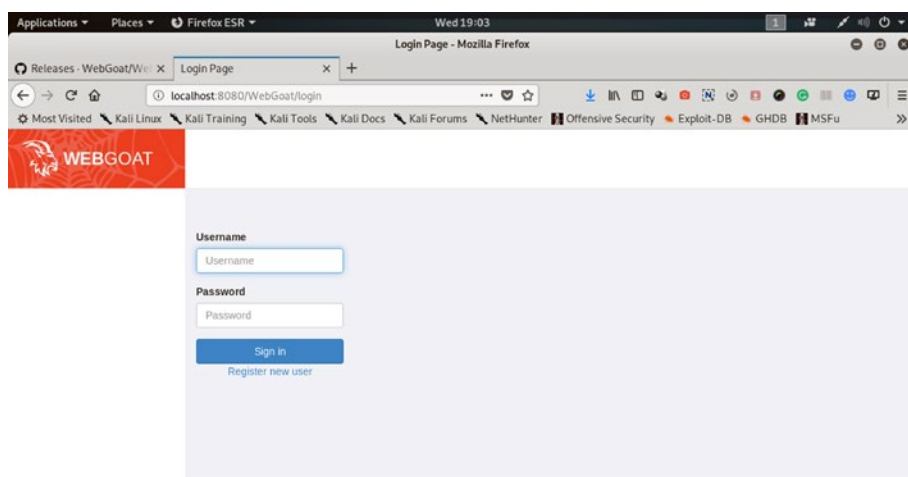 Applications Places Firefox ESR Wed 19:03 1
Login Page - Mozilla Firefox
Releases · WebGoat/We Login Page
localhost:8080/WebGoat/login
Most Visited Kali Linux Kali Training Kali Tools Kali Docs Kali Forums NetHunter Offensive Security Exploit-DB GHDB MSFu
WEBGOAT
Username
Username
Password
Password
Sign in
Register new user